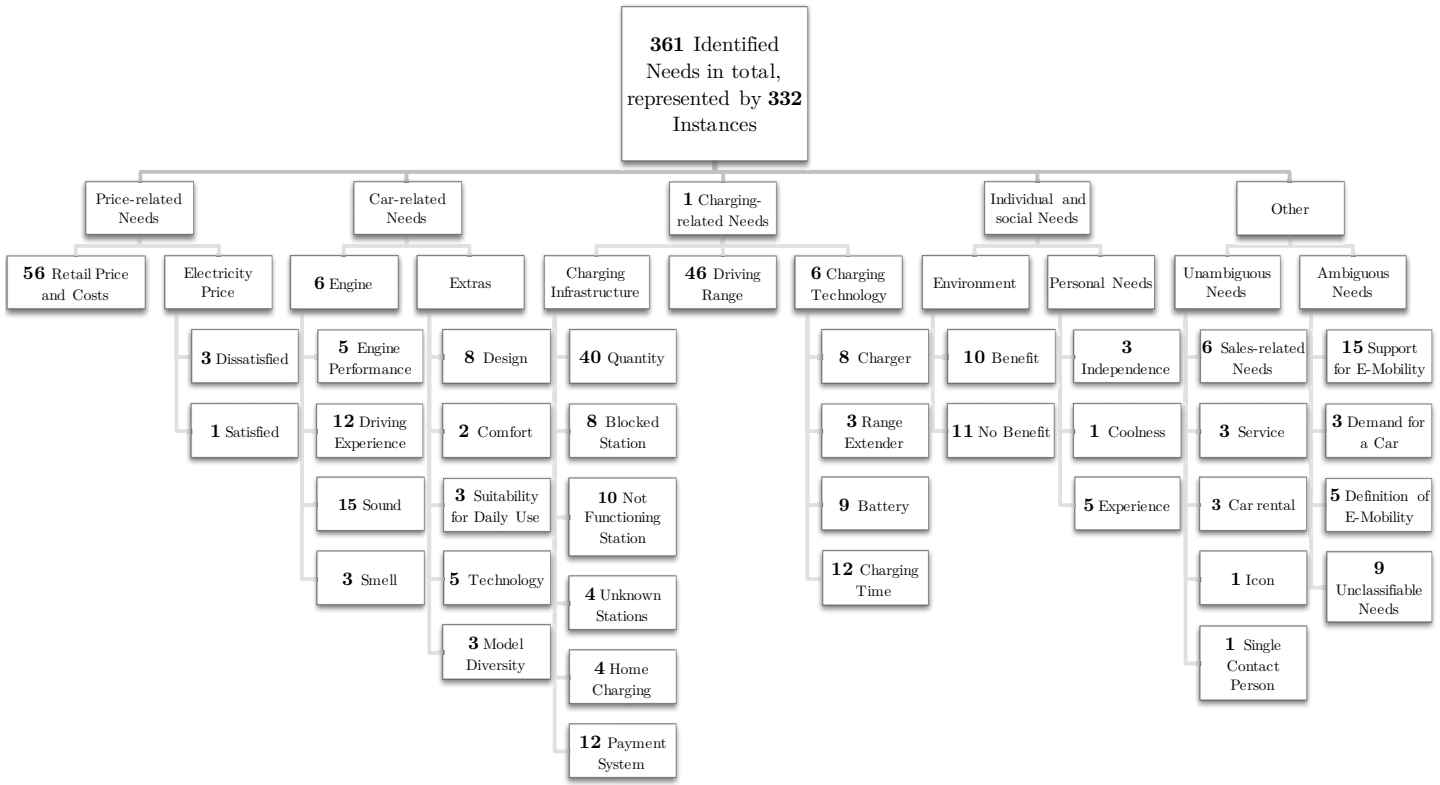 361 Identified
Needs in total,
represented by 332
Instances
Price-related
Needs
Car-related
Needs
1 Charging-
related Needs
Individual and
social Needs
Other
56 Retail Price
and Costs
Electricity
Price
6 Engine
Extras
Charging
Infrastructure
46 Driving
Range
6 Charging
Technology
Environment
Personal Needs
Unambiguous
Needs
Ambiguous
Needs
3 Dissatisfied
1 Satisfied
5 Engine
Performance
12 Driving
Experience
15 Sound
3 Smell
8 Design
2 Comfort
3 Suitability
for Daily Use
5 Technology
3 Model
Diversity
40 Quantity
8 Blocked
Station
10 Not
Functioning
Station
4 Unknown
Stations
4 Home
Charging
12 Payment
System
8 Charger
3 Range
Extender
9 Battery
12 Charging
Time
10 Benefit
11 No Benefit
3
Independence
1 Coolness
5 Experience
6 Sales-related
Needs
3 Service
3 Car rental
1 Icon
1 Single
Contact
Person
15 Support
for E-Mobility
3 Demand for
a Car
5 Definition of
E-Mobility
9
Unclassifiable
Needs